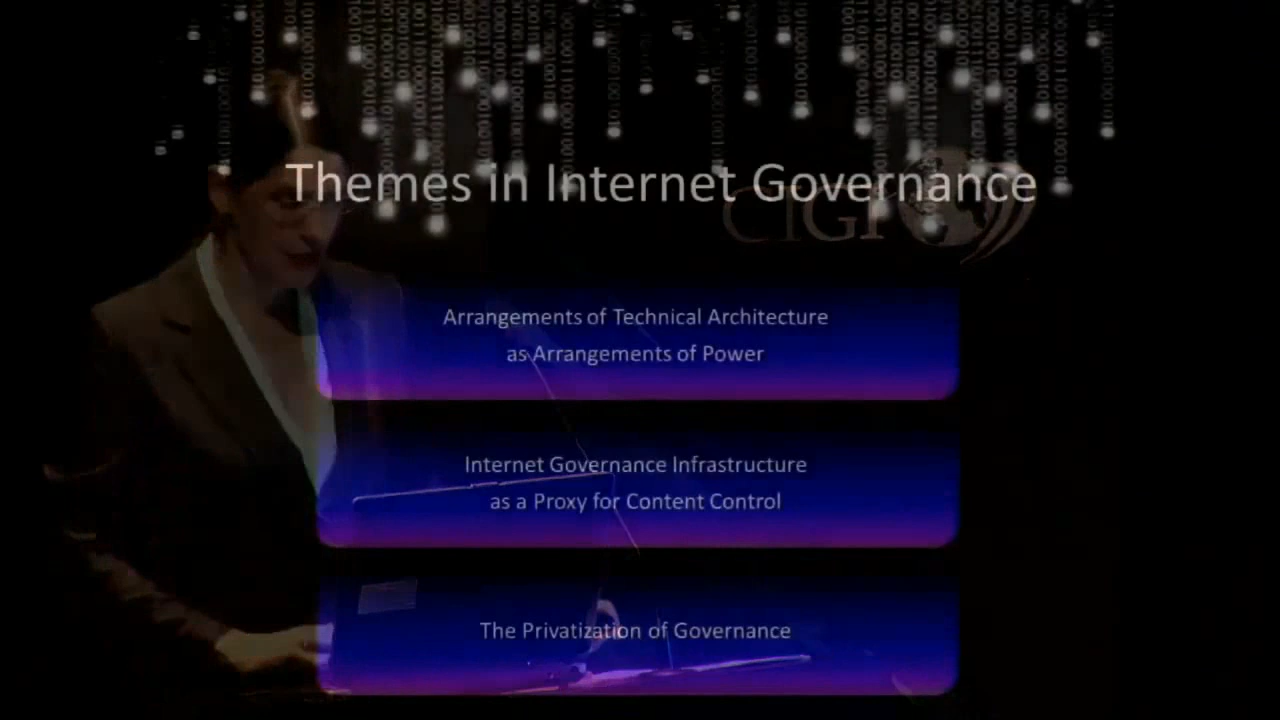 Themes in Internet Governance
CIGI
Arrangements of Technical Architecture
as Arrangements of Power
Internet Governance Infrastructure
as a Proxy for Content Control
The Privatization of Governance